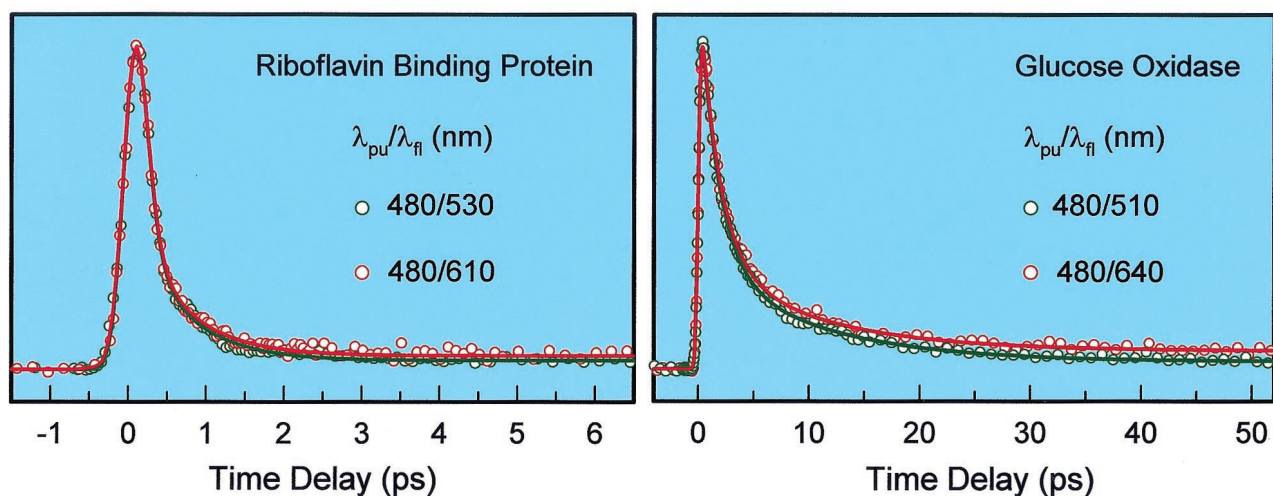 Riboflavin Binding Protein
λpu/λfl (nm)
480/530
480/610
-1 0 1 2 3 4 5 6
Time Delay (ps)
Glucose Oxidase
λpu/λfl (nm)
480/510
480/640
0 10 20 30 40 50
Time Delay (ps)